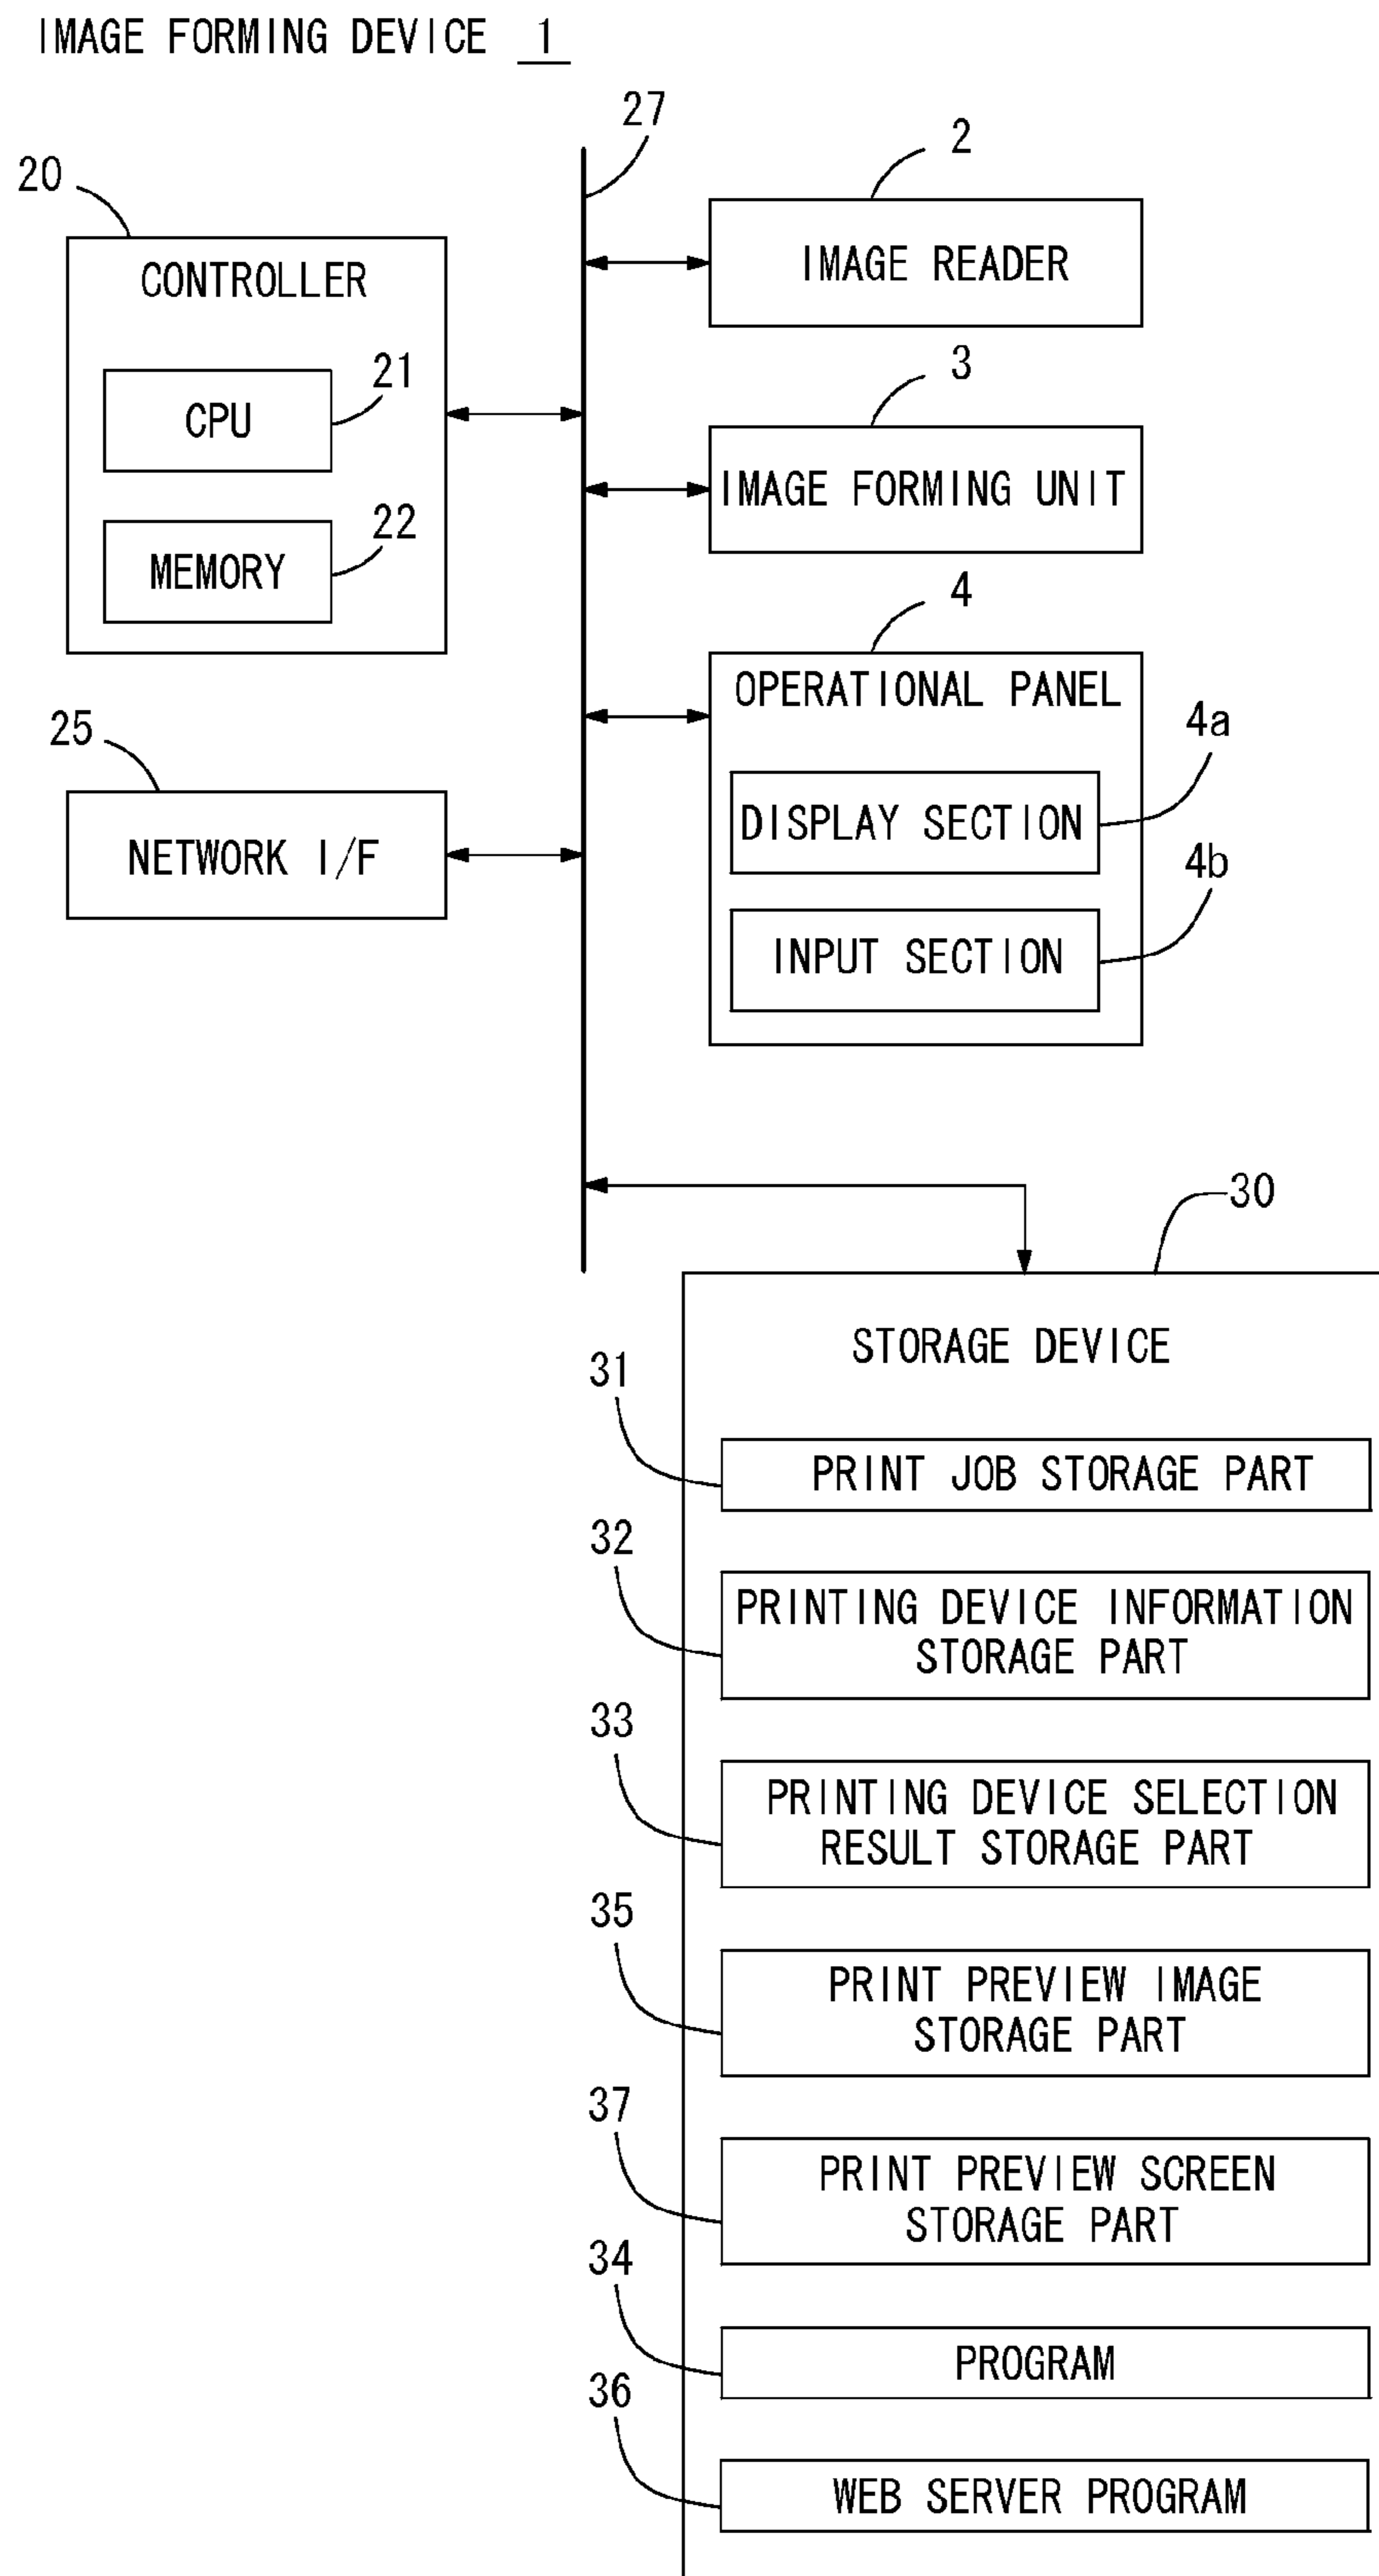 IMAGE FORMING DEVICE 1
27
2
20
IMAGE READER
CONTROLLER
3
21
CPU
IMAGE FORMING UNIT
22
MEMORY
4
OPERATIONAL PANEL
4a
25
DISPLAY SECTION
NETWORK I/F
4b
INPUT SECTION
30
STORAGE DEVICE
31
PRINT JOB STORAGE PART
32
PRINTING DEVICE INFORMATION
STORAGE PART
33
PRINTING DEVICE SELECTION
RESULT STORAGE PART
35
PRINT PREVIEW IMAGE
STORAGE PART
37
PRINT PREVIEW SCREEN
STORAGE PART
34
PROGRAM
36
WEB SERVER PROGRAM